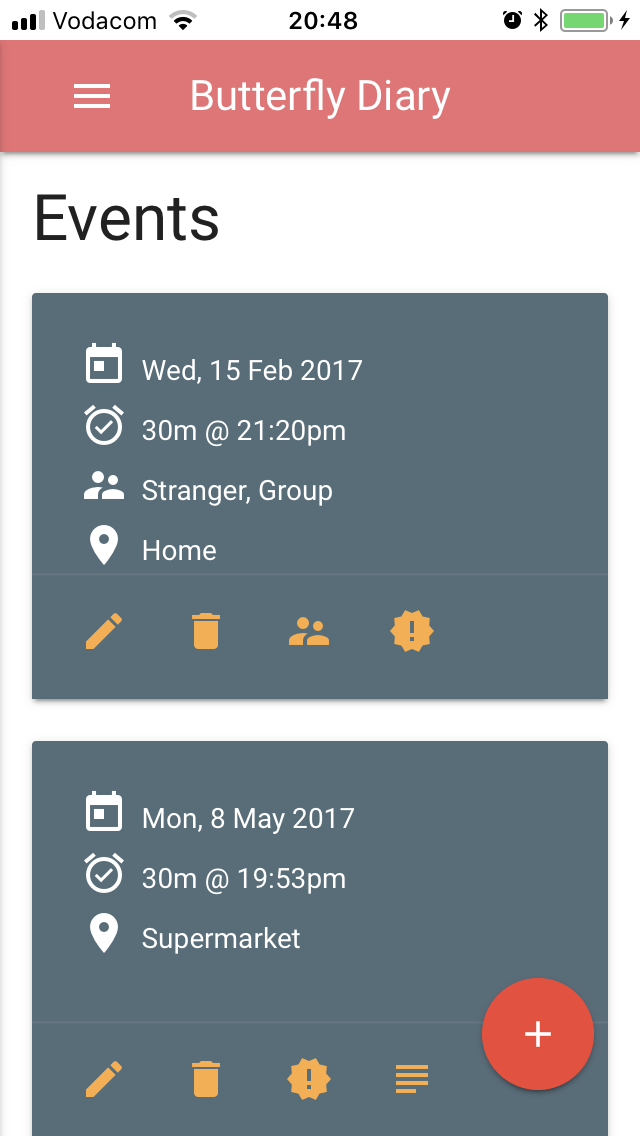 Vodacom 20:48
Butterfly Diary
Events
Wed, 15 Feb 2017
30m @ 21:20pm
Stranger, Group
Home
Mon, 8 May 2017
30m @ 19:53pm
Supermarket